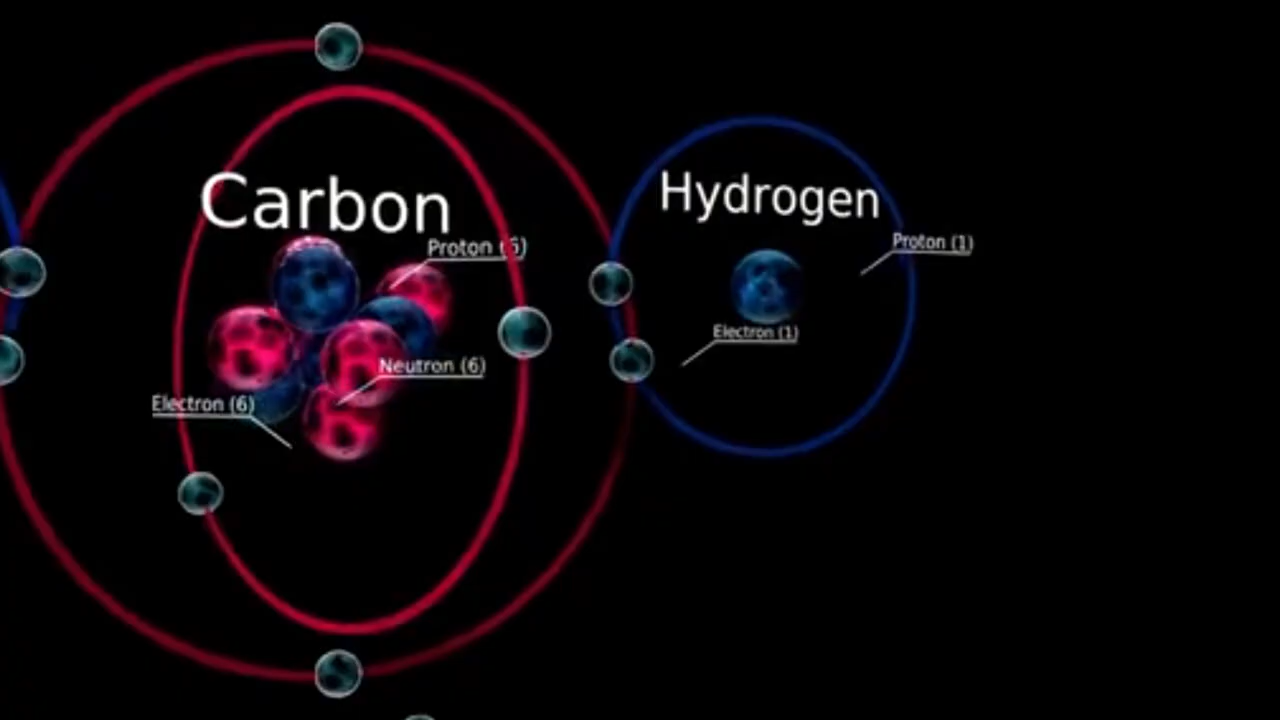 Carbon
Proton (6)
Neutron (6)
Electron (6)
Hydrogen
Proton (1)
Electron (1)